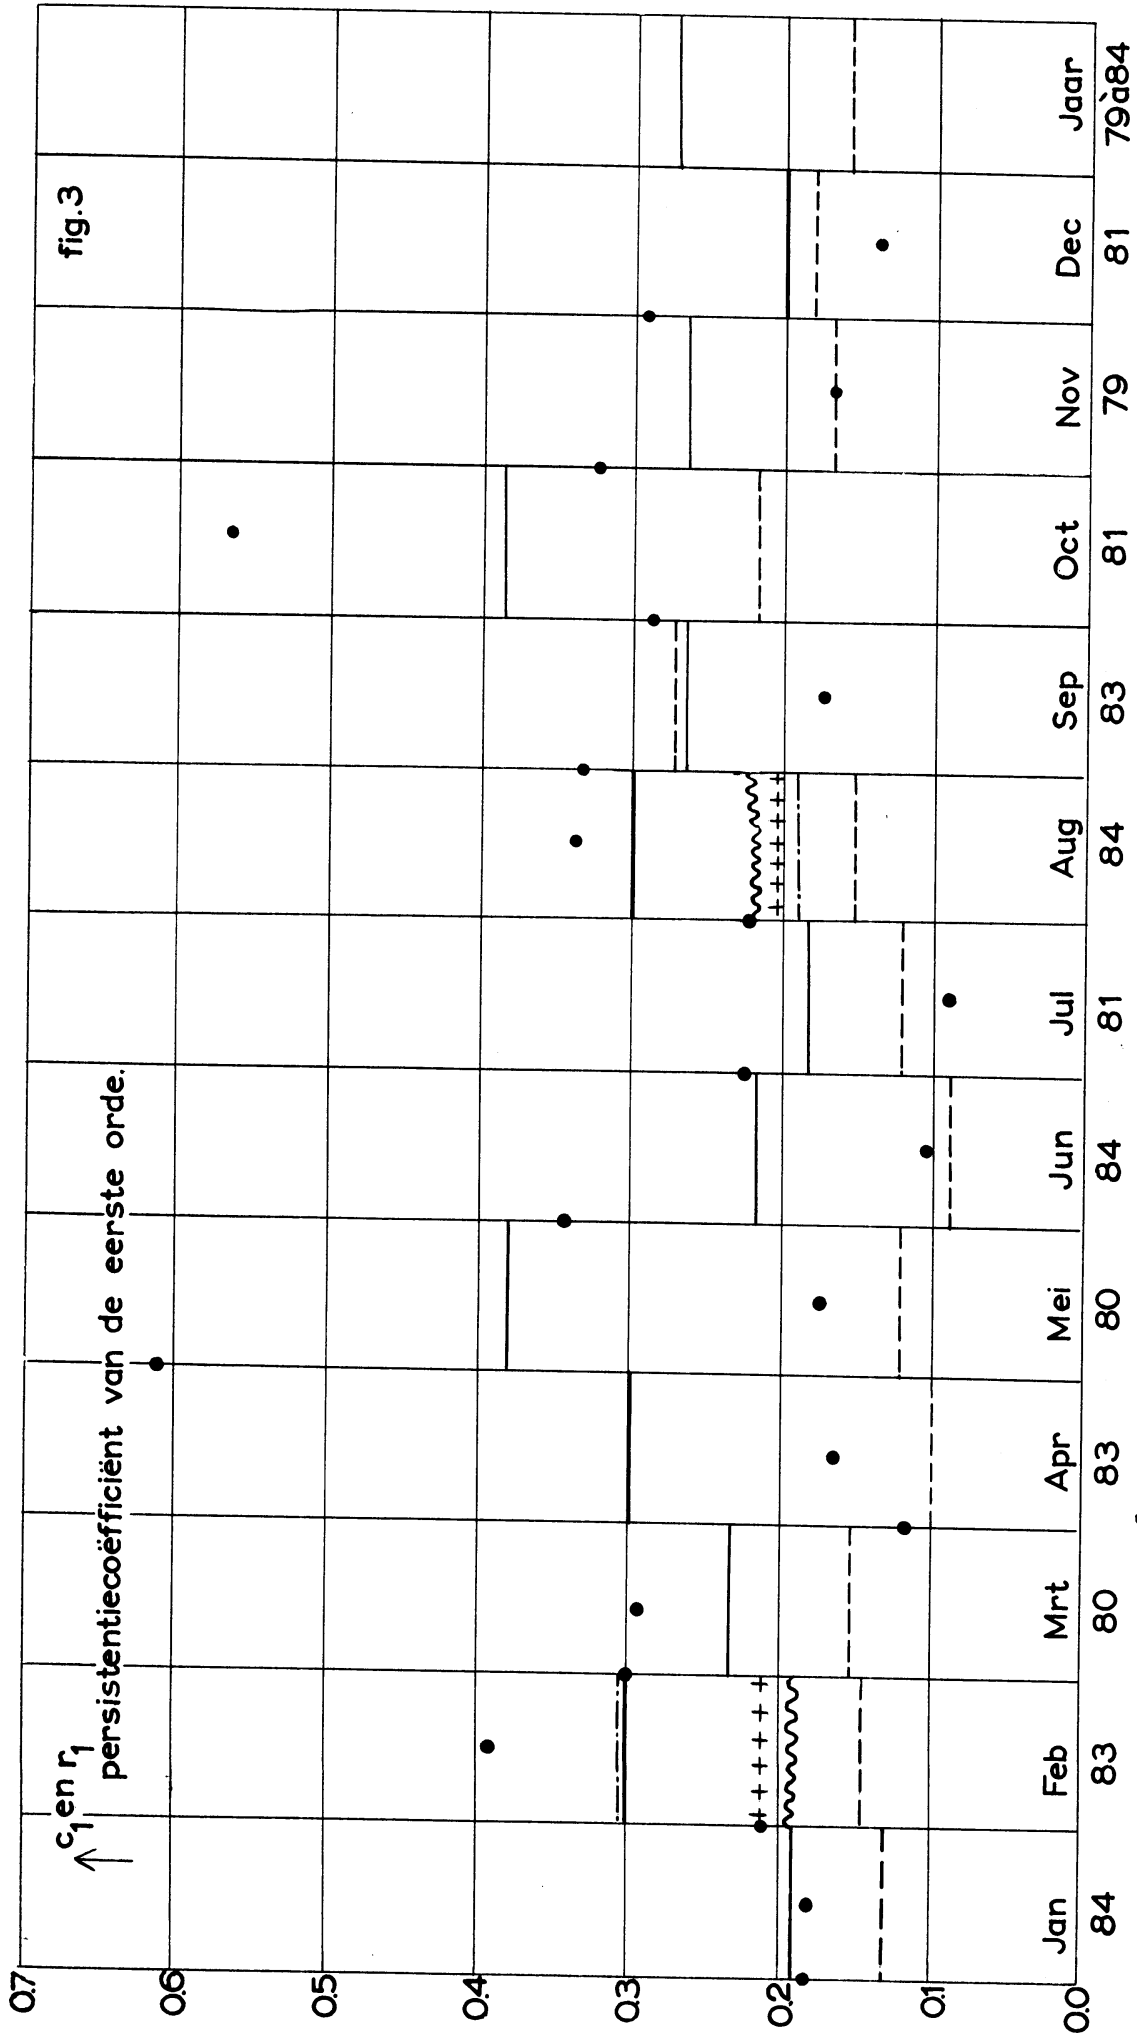 fig.3
c₁ en r₁
persistentiecoëfficiënt van de eerste orde.
0.7
0.6
0.5
0.4
0.3
0.2
0.1
0.0
Jan Feb Mrt Apr Mei Jun Jul Aug Sep Oct Nov Dec Jaar
84 83 80 83 80 84 81 84 83 81 79 81 79à84